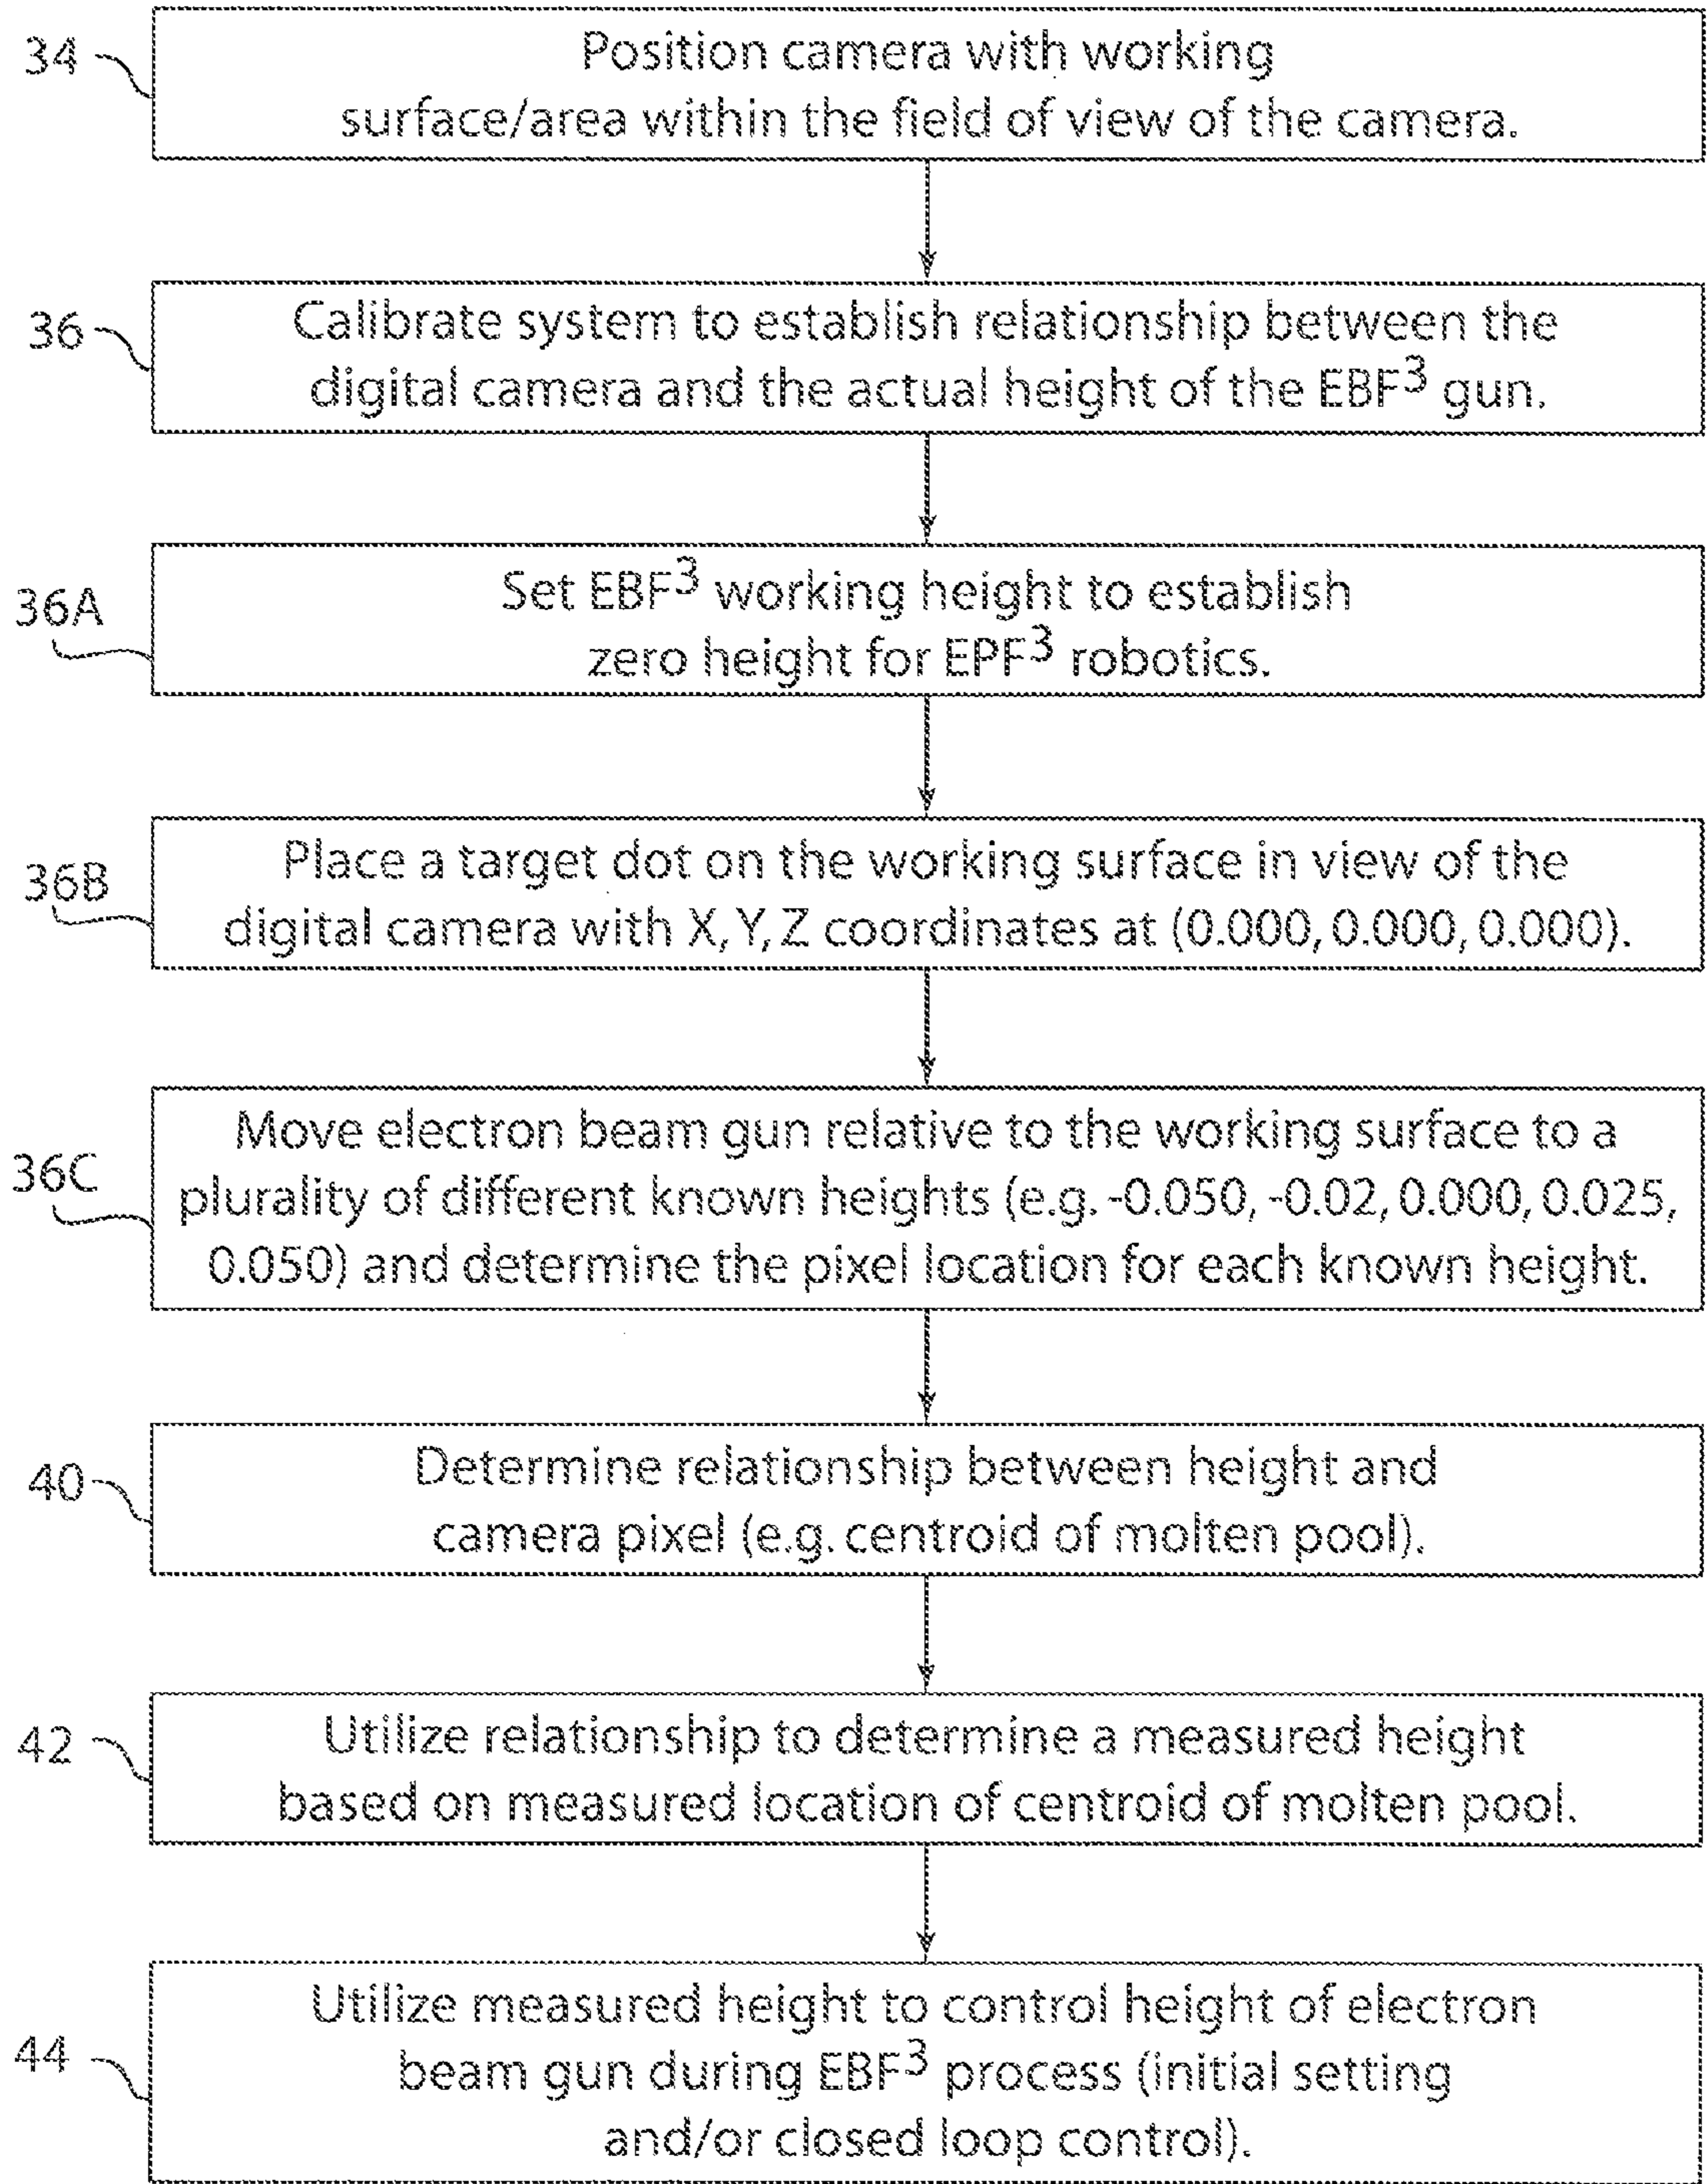 34
Position camera with working
surface/area within the field of view of the camera.
36
Calibrate system to establish relationship between the
digital camera and the actual height of the EBF³ gun.
36A
Set EBF³ working height to establish
zero height for EPF³ robotics.
36B
Place a target dot on the working surface in view of the
digital camera with X, Y, Z coordinates at (0.000, 0.000, 0.000).
36C
Move electron beam gun relative to the working surface to a
plurality of different known heights (e.g. -0.050, -0.02, 0.000, 0.025,
0.050) and determine the pixel location for each known height.
40
Determine relationship between height and
camera pixel (e.g. centroid of molten pool).
42
Utilize relationship to determine a measured height
based on measured location of centroid of molten pool.
44
Utilize measured height to control height of electron
beam gun during EBF³ process (initial setting
and/or closed loop control).